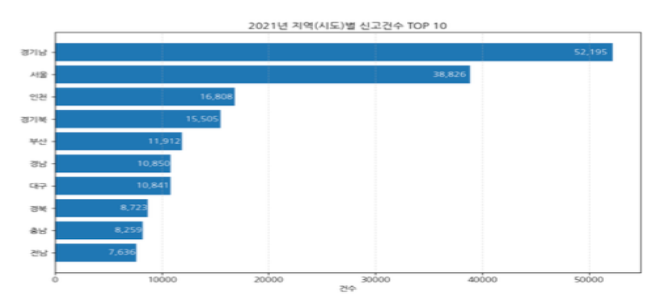 2021년 지역(시도)별 신고건수 TOP 10
경기남 52,195
서울 38,826
인천 16,808
경기북 15,505
부산 11,912
경남 10,850
대구 10,841
경북 8,723
충남 8,259
전남 7,636
0 10000 20000 30000 40000 50000
건수